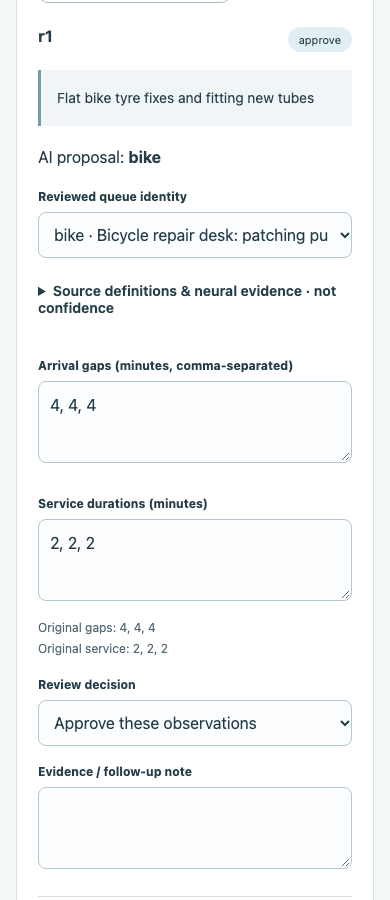 r1
approve
Flat bike tyre fixes and fitting new tubes
AI proposal: bike
Reviewed queue identity
bike · Bicycle repair desk: patching pu
▶ Source definitions & neural evidence · not
confidence
Arrival gaps (minutes, comma-separated)
4, 4, 4
Service durations (minutes)
2, 2, 2
Original gaps: 4, 4, 4
Original service: 2, 2, 2
Review decision
Approve these observations
Evidence / follow-up note